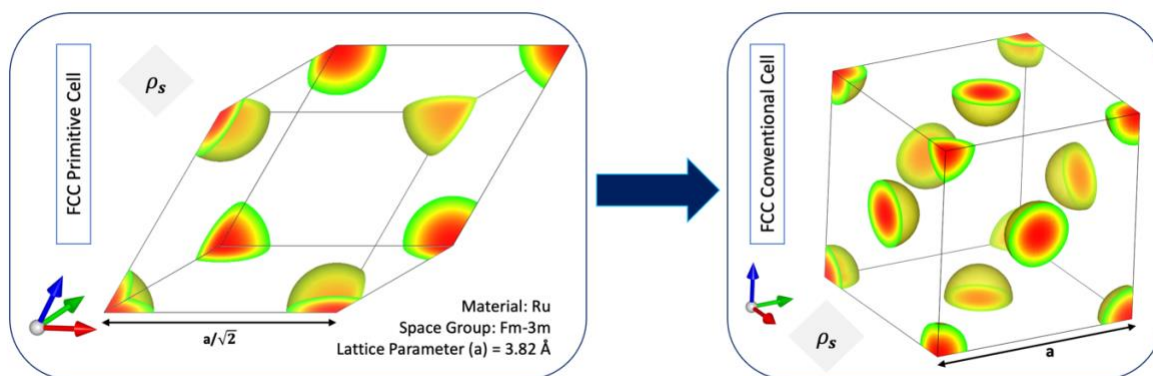 FCC Primitive Cell
ρₛ
a/√2
Material: Ru
Space Group: Fm-3m
Lattice Parameter (a) = 3.82 Å
FCC Conventional Cell
ρₛ
a